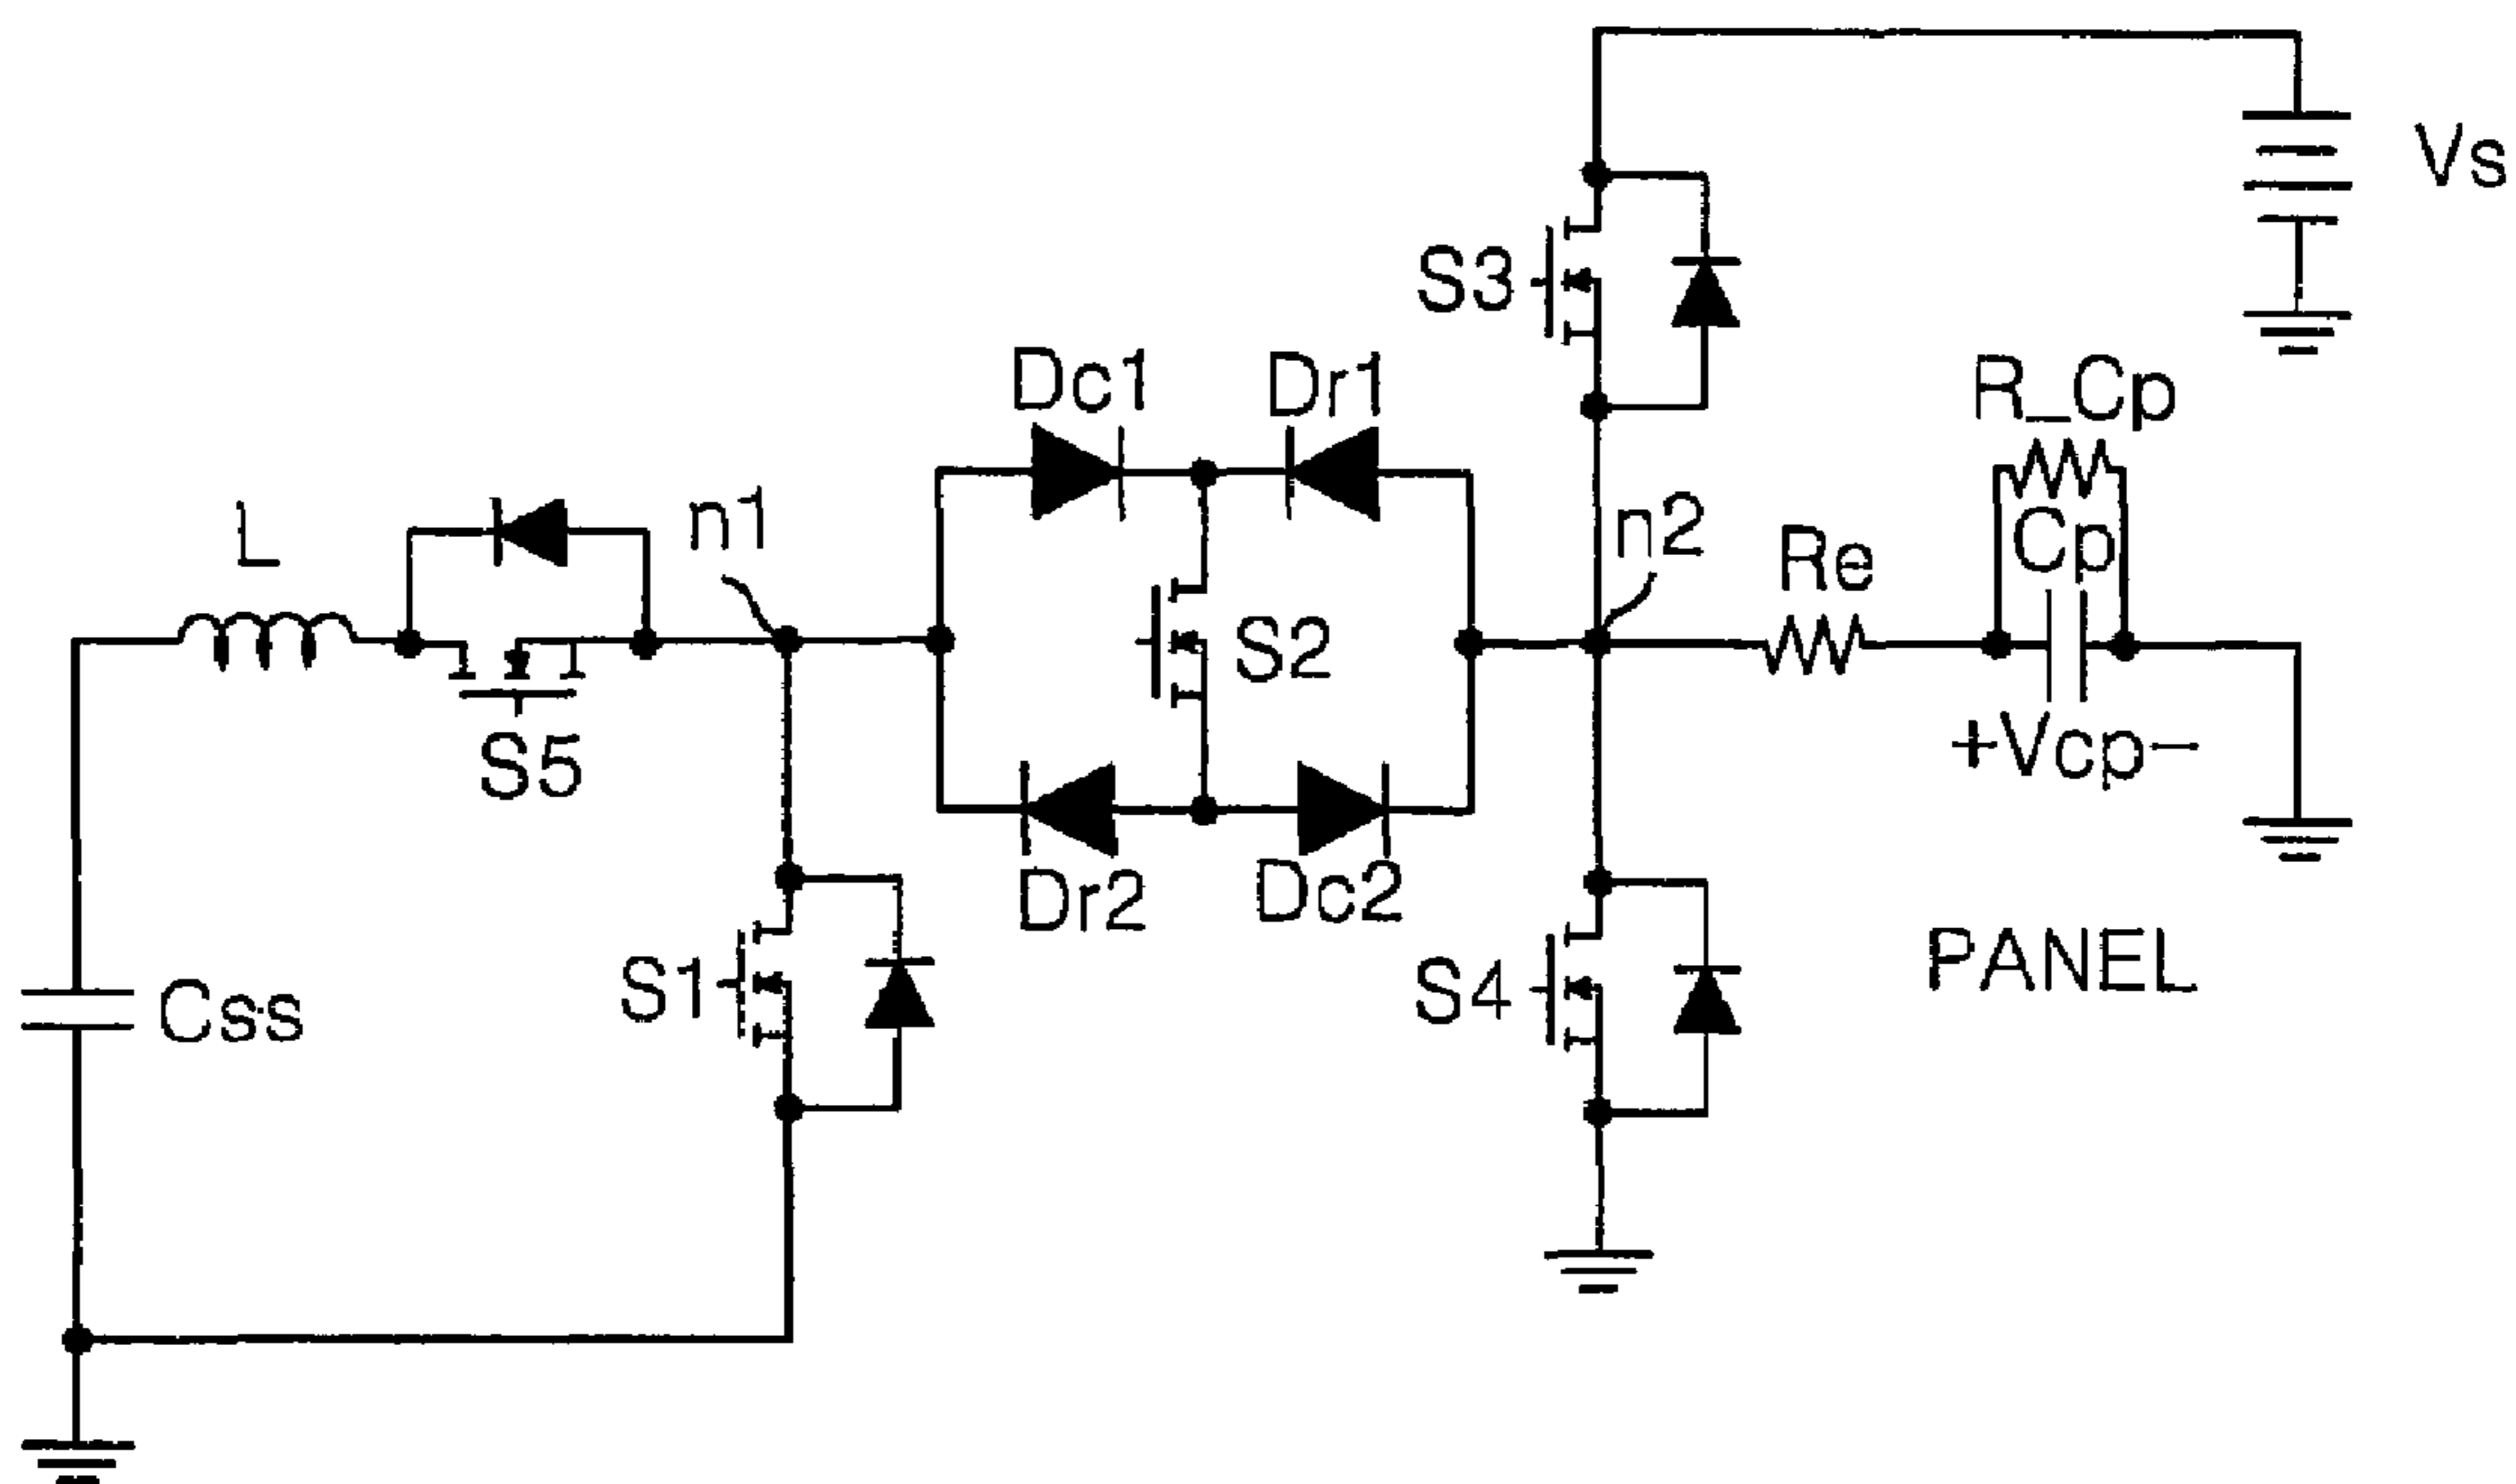 Vs
S3
Dc1
Dr1
R_Cp
L
n1
n2
Re
Cp
S2
S5
+Vcp−
Dr2
Dc2
Css
S1
S4
PANEL